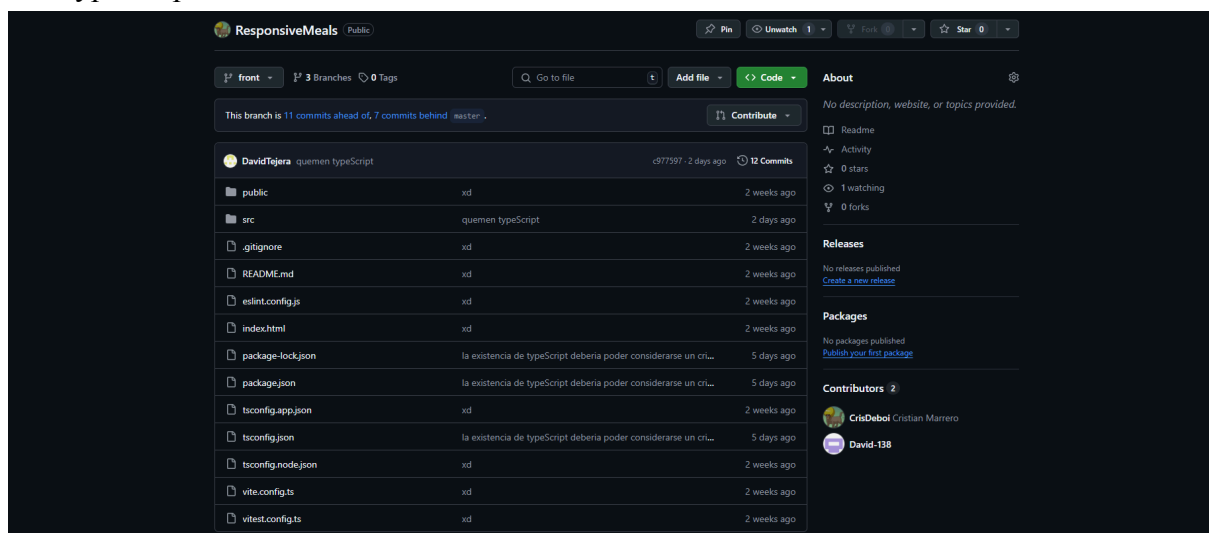 ResponsiveMeals Public
Pin
Unwatch 1
Fork 0
Star 0
front
3 Branches
0 Tags
Go to file
t
Add file
Code
This branch is 11 commits ahead of, 7 commits behind master .
Contribute
DavidTejera quemen typeScript c977597 · 2 days ago 12 Commits
public xd 2 weeks ago
src quemen typeScript 2 days ago
.gitignore xd 2 weeks ago
README.md xd 2 weeks ago
eslint.config.js xd 2 weeks ago
index.html xd 2 weeks ago
package-lock.json la existencia de typeScript deberia poder considerarse un cri... 5 days ago
package.json la existencia de typeScript deberia poder considerarse un cri... 5 days ago
tsconfig.app.json xd 2 weeks ago
tsconfig.json la existencia de typeScript deberia poder considerarse un cri... 5 days ago
tsconfig.node.json xd 2 weeks ago
vite.config.ts xd 2 weeks ago
vitest.config.ts xd 2 weeks ago
About
No description, website, or topics provided.
Readme
Activity
0 stars
1 watching
0 forks
Releases
No releases published
Create a new release
Packages
No packages published
Publish your first package
Contributors 2
CrisDeboi Cristian Marrero
David-138